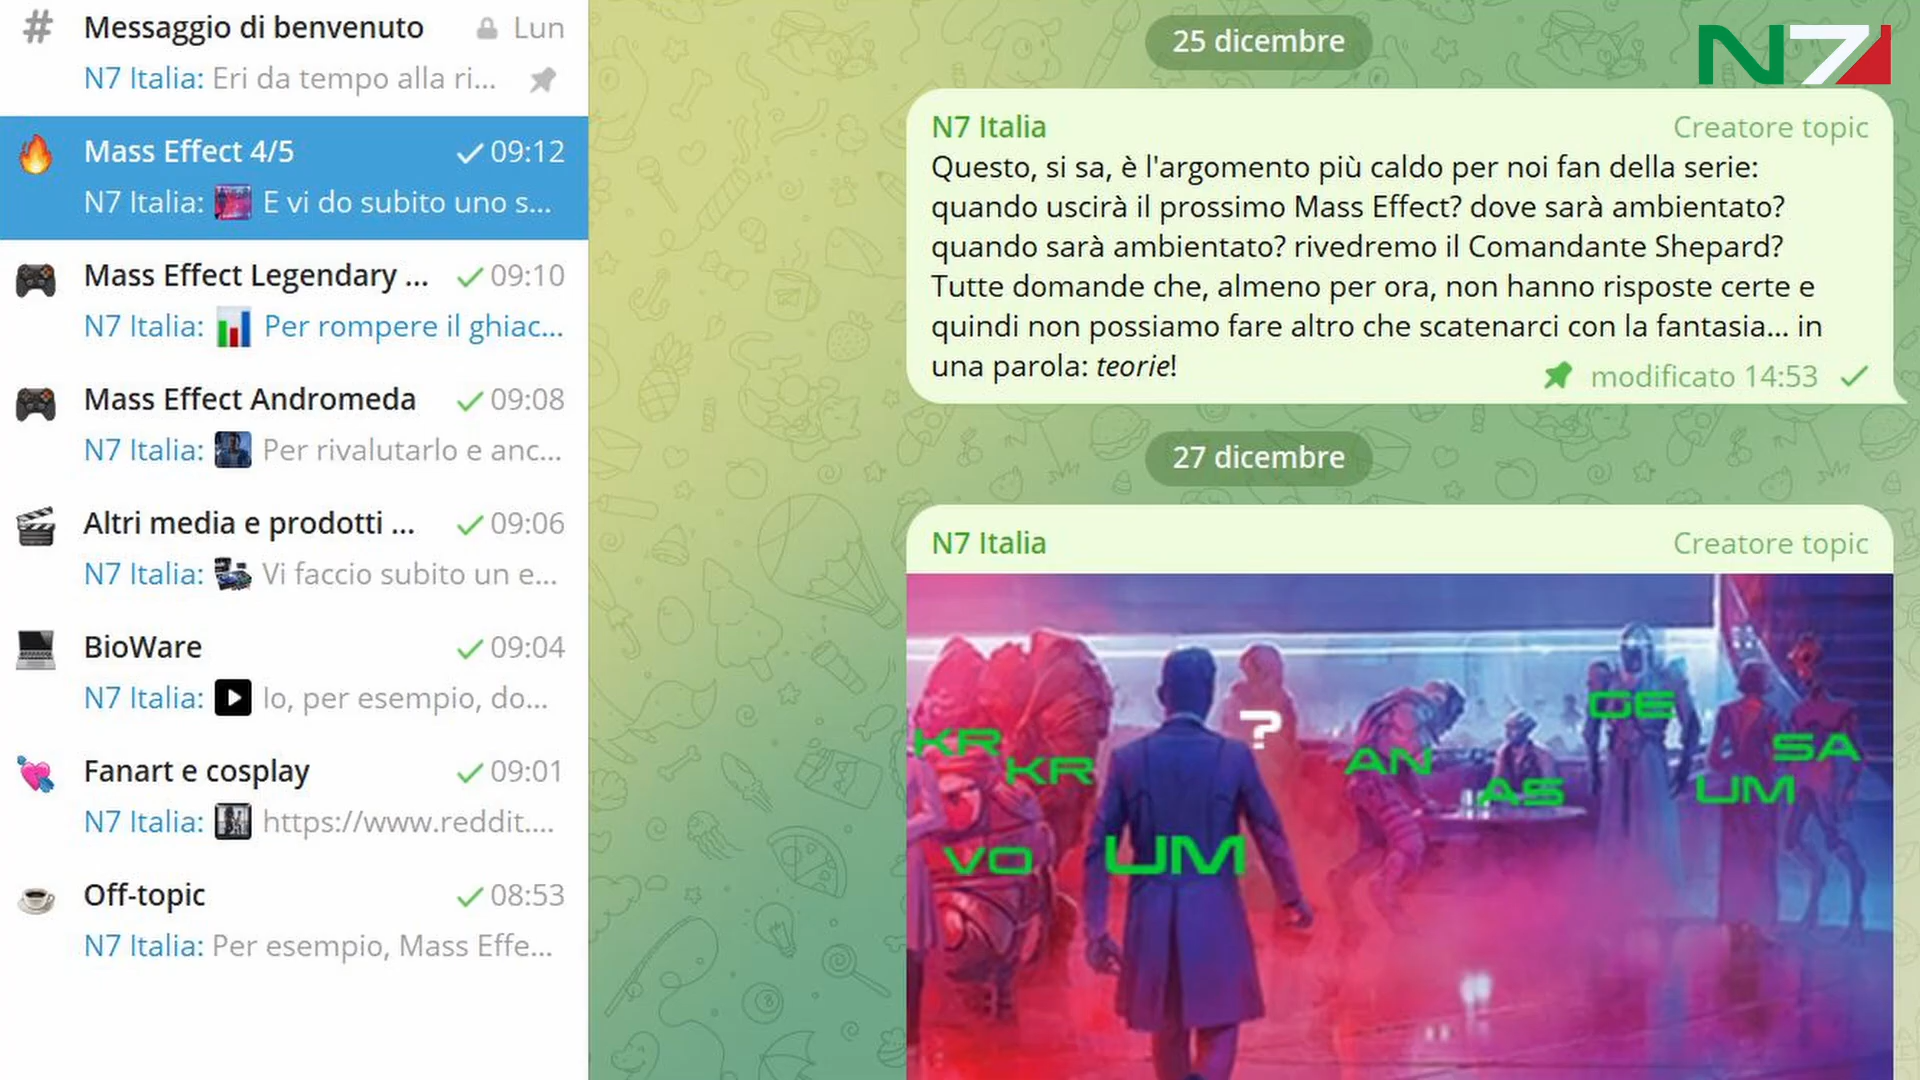 Messaggio di benvenuto Lun
N7 Italia: Eri da tempo alla ri...
Mass Effect 4/5 09:12
N7 Italia: E vi do subito uno s...
Mass Effect Legendary ... 09:10
N7 Italia: Per rompere il ghiac...
Mass Effect Andromeda 09:08
N7 Italia: Per rivalutarlo e anc...
Altri media e prodotti ... 09:06
N7 Italia: Vi faccio subito un e...
BioWare 09:04
N7 Italia: Io, per esempio, do...
Fanart e cosplay 09:01
N7 Italia: https://www.reddit....
Off-topic 08:53
N7 Italia: Per esempio, Mass Effe...
25 dicembre
N7
N7 Italia Creatore topic
Questo, si sa, è l'argomento più caldo per noi fan della serie:
quando uscirà il prossimo Mass Effect? dove sarà ambientato?
quando sarà ambientato? rivedremo il Comandante Shepard?
Tutte domande che, almeno per ora, non hanno risposte certe e
quindi non possiamo fare altro che scatenarci con la fantasia... in
una parola: teorie!
modificato 14:53
27 dicembre
N7 Italia Creatore topic
KR
KR
VO
UM
?
AN
AS
GE
UM
SA